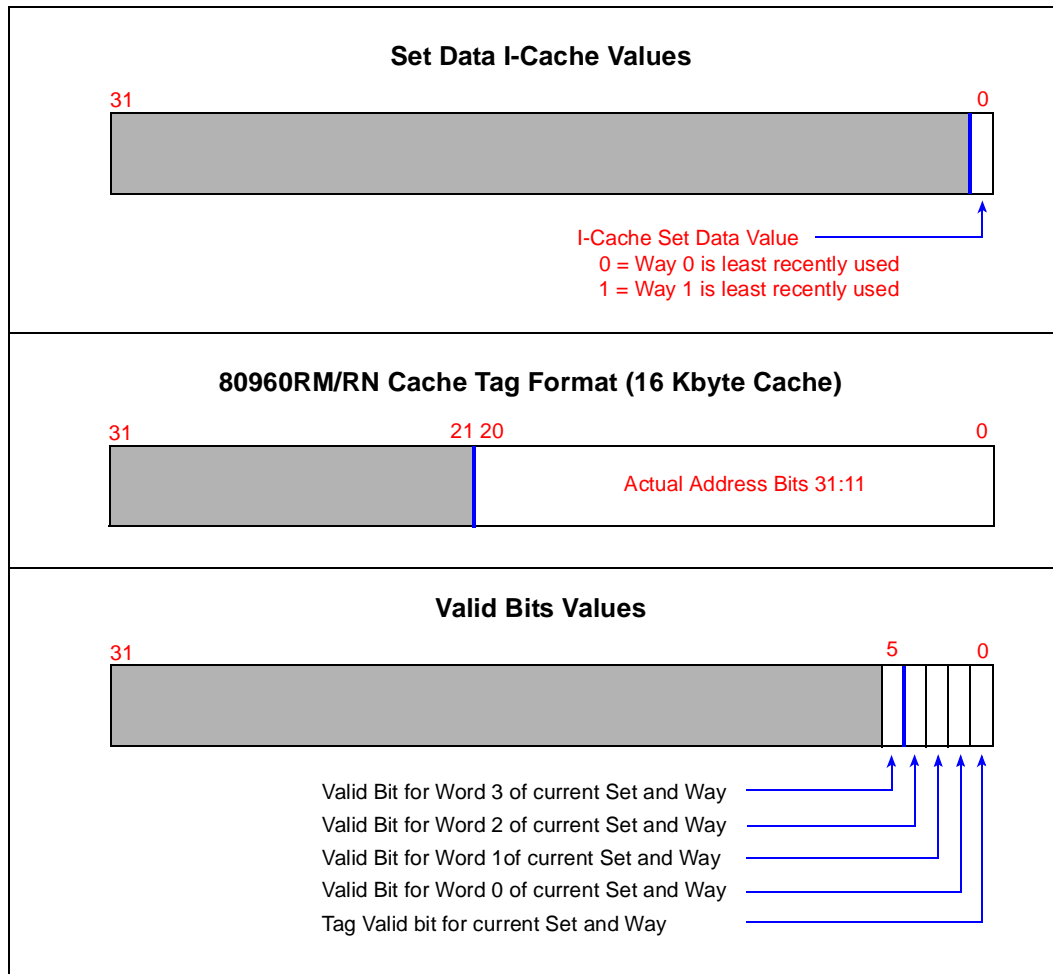 Set Data I-Cache Values
31 0
I-Cache Set Data Value
0 = Way 0 is least recently used
1 = Way 1 is least recently used
80960RM/RN Cache Tag Format (16 Kbyte Cache)
31 21 20 0
Actual Address Bits 31:11
Valid Bits Values
31 5 0
Valid Bit for Word 3 of current Set and Way
Valid Bit for Word 2 of current Set and Way
Valid Bit for Word 1of current Set and Way
Valid Bit for Word 0 of current Set and Way
Tag Valid bit for current Set and Way